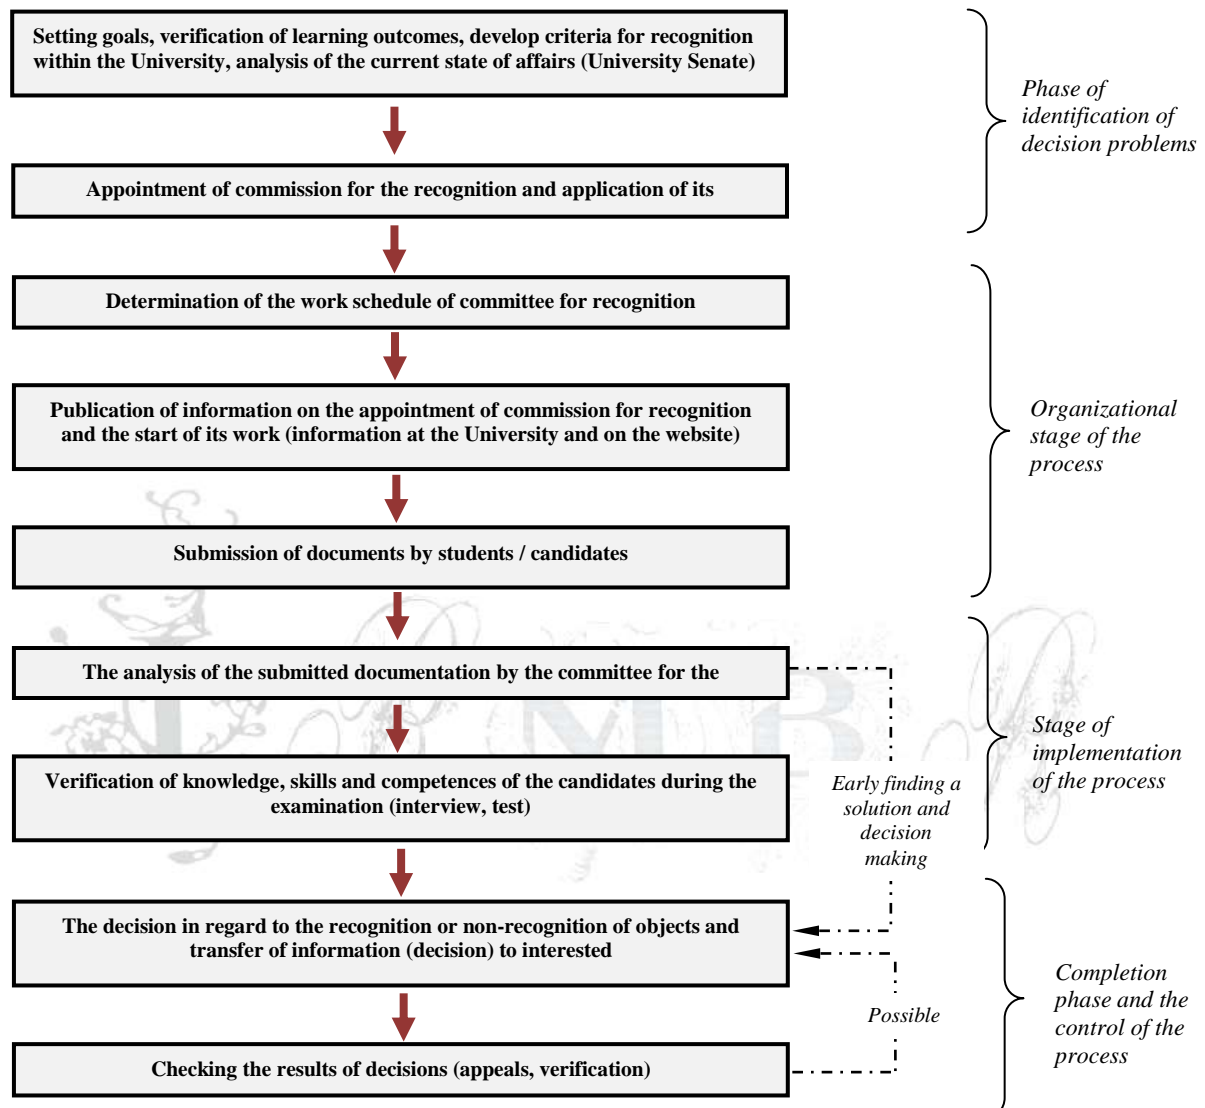 Setting goals, verification of learning outcomes, develop criteria for recognition
within the University, analysis of the current state of affairs (University Senate)
Phase of
identification of
decision problems
Appointment of commission for the recognition and application of its
Determination of the work schedule of committee for recognition
Publication of information on the appointment of commission for recognition
and the start of its work (information at the University and on the website)
Organizational
stage of the
process
Submission of documents by students / candidates
The analysis of the submitted documentation by the committee for the
Stage of
implementation
of the process
Verification of knowledge, skills and competences of the candidates during the
examination (interview, test)
Early finding a
solution and
decision
making
The decision in regard to the recognition or non-recognition of objects and
transfer of information (decision) to interested
Completion
phase and the
control of the
process
Possible
Checking the results of decisions (appeals, verification)